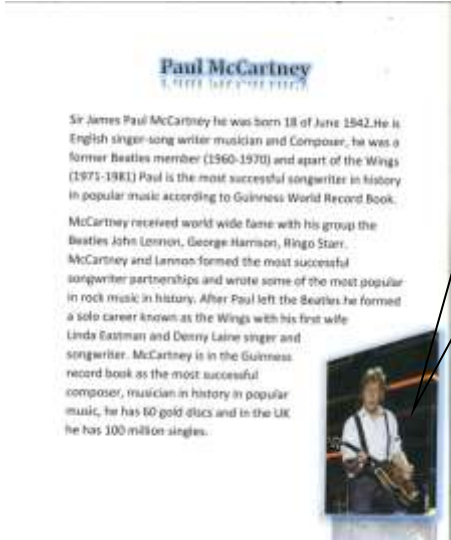 Paul McCartney
Sir James Paul McCartney he was born 18 of June 1942.He is
English singer-song writer musician and Composer, he was a
former Beatles member (1960-1970) and apart of the Wings
(1971-1981) Paul is the most successful songwriter in history
in popular music according to Guinness World Record Book.
McCartney received world wide fame with his group the
Beatles John Lennon, George Harrison, Ringo Starr.
McCartney and Lennon formed the most successful
songwriter partnerships and wrote some of the most popular
in rock music in history. After Paul left the Beatles he formed
a solo career known as the Wings with his first wife
Linda Eastman and Denny Laine singer and
songwriter. McCartney is in the Guinness
record book as the most successful
composer, musician in history in popular
music, he has 60 gold discs and in the UK
he has 100 million singles.